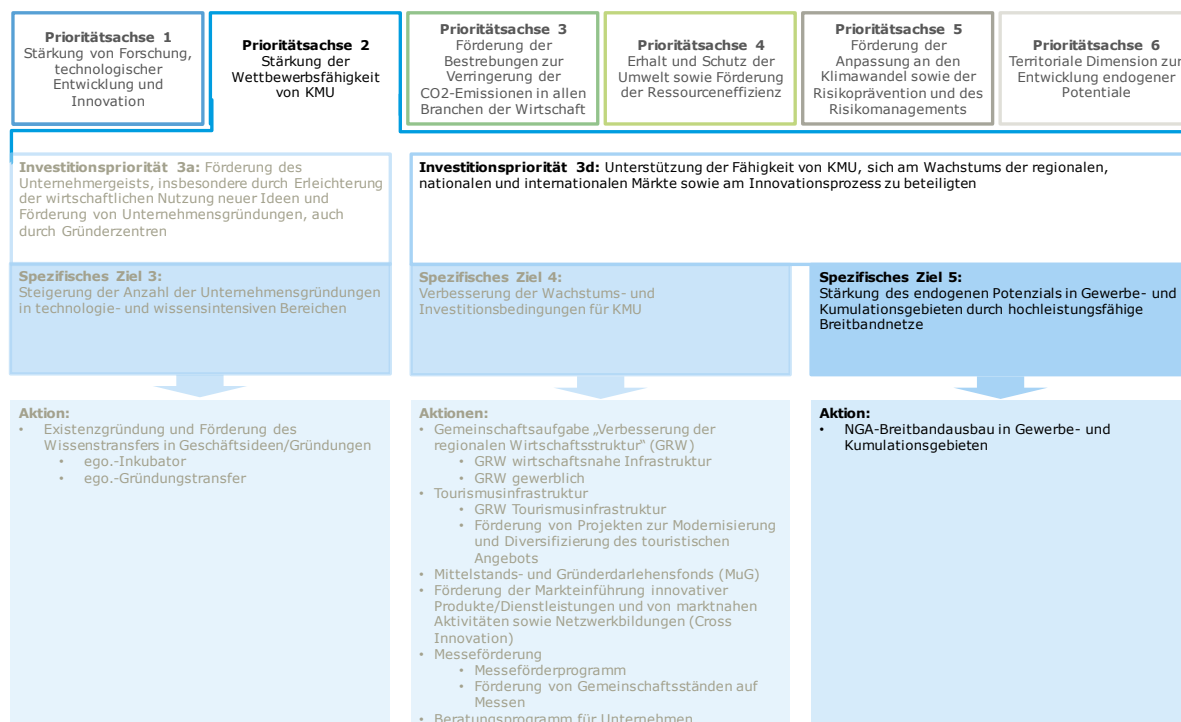 Prioritätsachse 1
Stärkung von Forschung,
technologischer
Entwicklung und
Innovation
Prioritätsachse 2
Stärkung der
Wettbewerbsfähigkeit
von KMU
Prioritätsachse 3
Förderung der
Bestrebungen zur
Verringerung der
CO2-Emissionen in allen
Branchen der Wirtschaft
Prioritätsachse 4
Erhalt und Schutz der
Umwelt sowie Förderung
der Ressourceneffizienz
Prioritätsachse 5
Förderung der
Anpassung an den
Klimawandel sowie der
Risikoprävention und des
Risikomanagements
Prioritätsachse 6
Territoriale Dimension zur
Entwicklung endogener
Potentiale
Investitionspriorität 3a: Förderung des
Unternehmergeists, insbesondere durch Erleichterung
der wirtschaftlichen Nutzung neuer Ideen und
Förderung von Unternehmensgründungen, auch
durch Gründerzentren
Investitionspriorität 3d: Unterstützung der Fähigkeit von KMU, sich am Wachstums der regionalen,
nationalen und internationalen Märkte sowie am Innovationsprozess zu beteiligten
Spezifisches Ziel 3:
Steigerung der Anzahl der Unternehmensgründungen
in technologie- und wissensintensiven Bereichen
Spezifisches Ziel 4:
Verbesserung der Wachstums- und
Investitionsbedingungen für KMU
Spezifisches Ziel 5:
Stärkung des endogenen Potenzials in Gewerbe- und
Kumulationsgebieten durch hochleistungsfähige
Breitbandnetze
Aktion:
• Existenzgründung und Förderung des
Wissenstransfers in Geschäftsideen/Gründungen
• ego.-Inkubator
• ego.-Gründungstransfer
Aktionen:
• Gemeinschaftsaufgabe „Verbesserung der
regionalen Wirtschaftsstruktur“ (GRW)
• GRW wirtschaftsnahe Infrastruktur
• GRW gewerblich
• Tourismusinfrastruktur
• GRW Tourismusinfrastruktur
• Förderung von Projekten zur Modernisierung
und Diversifizierung des touristischen
Angebots
• Mittelstands- und Gründerdarlehensfonds (MuG)
• Förderung der Markteinführung innovativer
Produkte/Dienstleistungen und von marktnahen
Aktivitäten sowie Netzwerkbildungen (Cross
Innovation)
• Messeförderung
• Messeförderprogramm
• Förderung von Gemeinschaftsständen auf
Messen
• Beratungsprogramm für Unternehmen
Aktion:
• NGA-Breitbandausbau in Gewerbe- und
Kumulationsgebieten